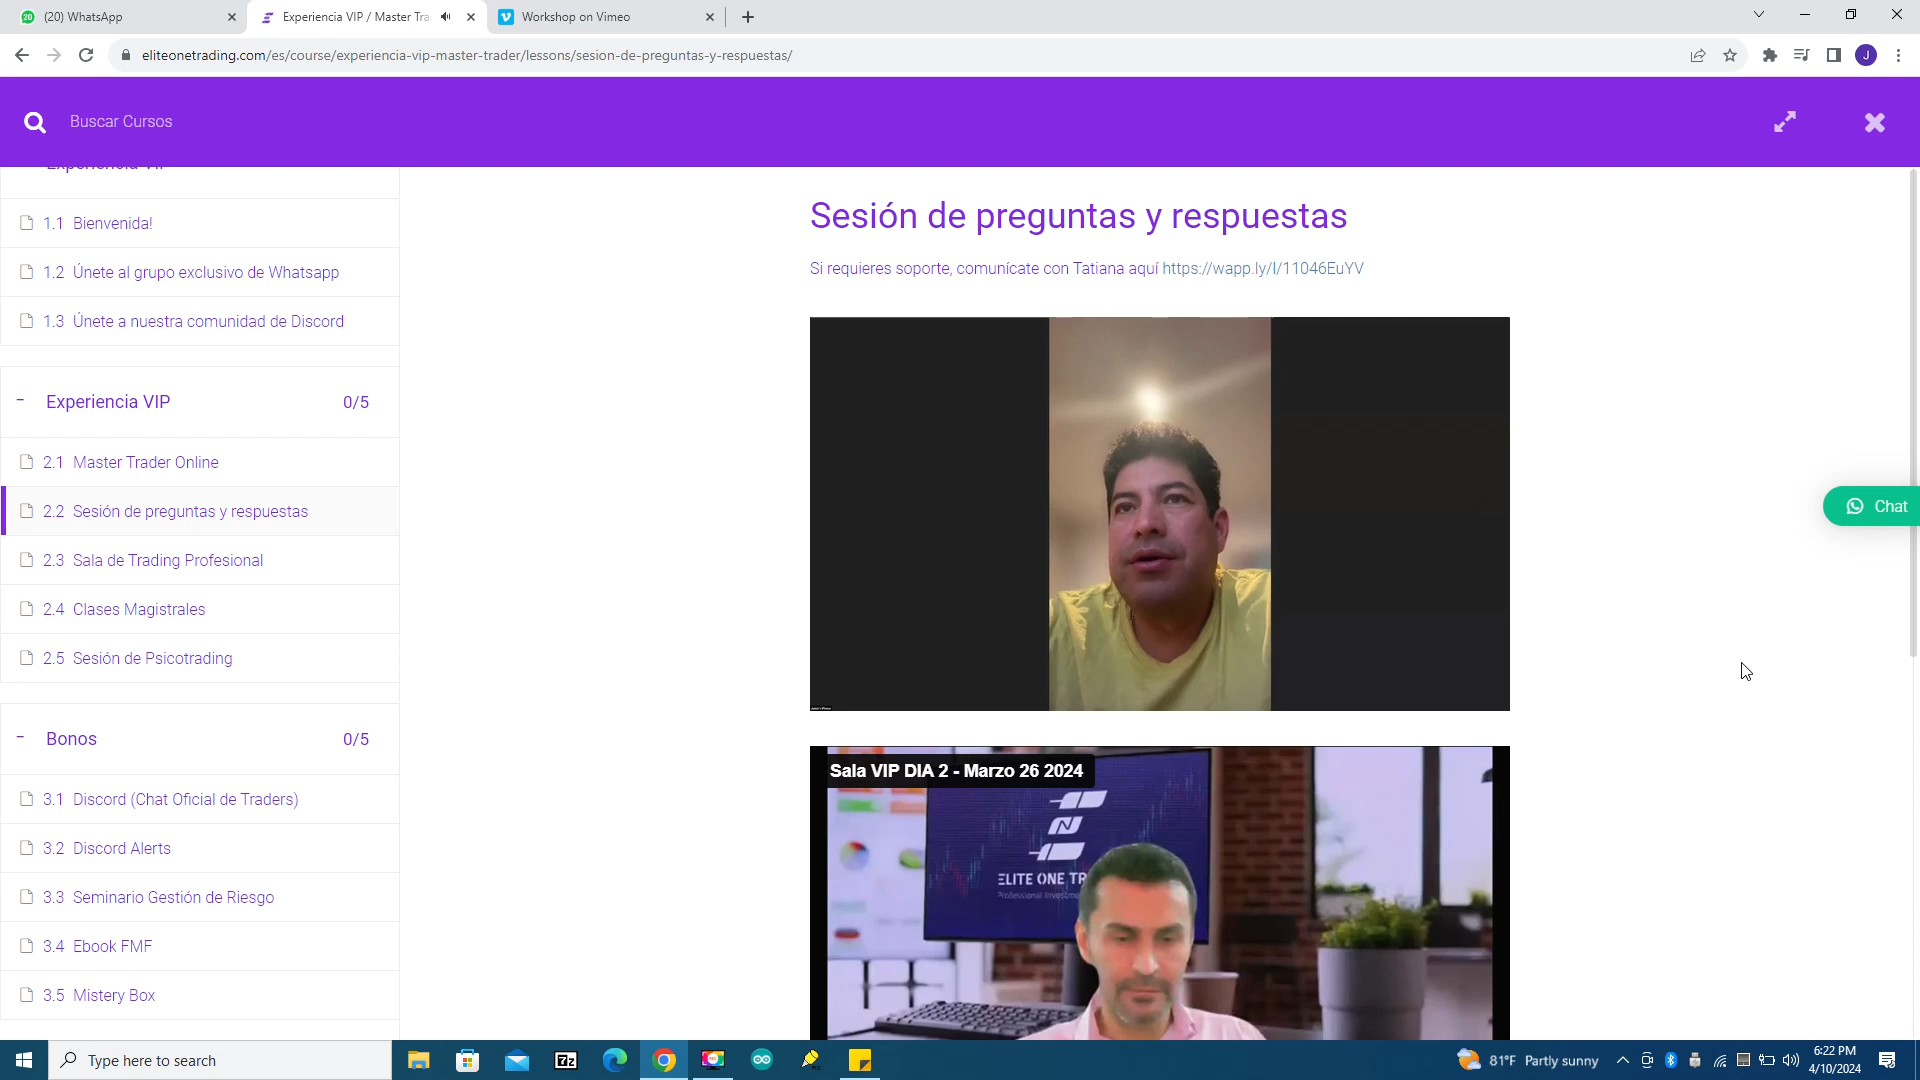 (20) WhatsApp
Experiencia VIP / Master Tra
Workshop on Vimeo
eliteonetrading.com/es/course/experiencia-vip-master-trader/lessons/sesion-de-preguntas-y-respuestas/
J
Buscar Cursos
Experiencia VIP
1.1 Bienvenida!
1.2 Únete al grupo exclusivo de Whatsapp
1.3 Únete a nuestra comunidad de Discord
- Experiencia VIP 0/5
2.1 Master Trader Online
2.2 Sesión de preguntas y respuestas
2.3 Sala de Trading Profesional
2.4 Clases Magistrales
2.5 Sesión de Psicotrading
- Bonos 0/5
3.1 Discord (Chat Oficial de Traders)
3.2 Discord Alerts
3.3 Seminario Gestión de Riesgo
3.4 Ebook FMF
3.5 Mistery Box
Sesión de preguntas y respuestas
Si requieres soporte, comunícate con Tatiana aquí https://wapp.ly/l/11046EuYV
Sala VIP DIA 2 - Marzo 26 2024
ELITE ONE TR
Professional Investme
Chat
Type here to search
7z
81°F Partly sunny
6:22 PM
4/10/2024